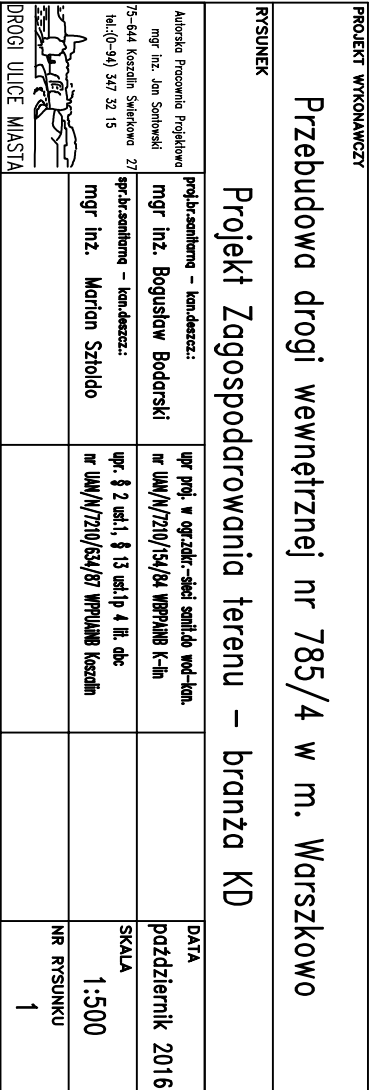 PROJEKT WYKONAWCZY
Przebudowa drogi wewnętrznej nr 785/4 w m. Warszkowo
RYSUNEK
Projekt Zagospodarowania terenu – branża KD
Autorska Pracownia Projektowa
mgr inż. Jan Sontowski
75-644 Koszalin Świerkowa 27
tel.:(0-94) 347 32 15
DROGI ULICE MIASTA
proj.br.sanitarna – kan.deszcz.:
mgr inż. Bogusław Bodarski
upr proj. w ogr.zakr.-sieci sanit.do wod-kan.
nr UAN/N/7210/154/84 WBPPAiNB K-lin
spr.br.sanitarna – kan.deszcz.:
mgr inż. Marian Sztoldo
upr. § 2 ust.1, § 13 ust.1p 4 lit. abc
nr UAN/N/7210/634/87 WPPUAiNB Koszalin
DATA
październik 2016
SKALA
1:500
NR RYSUNKU
1